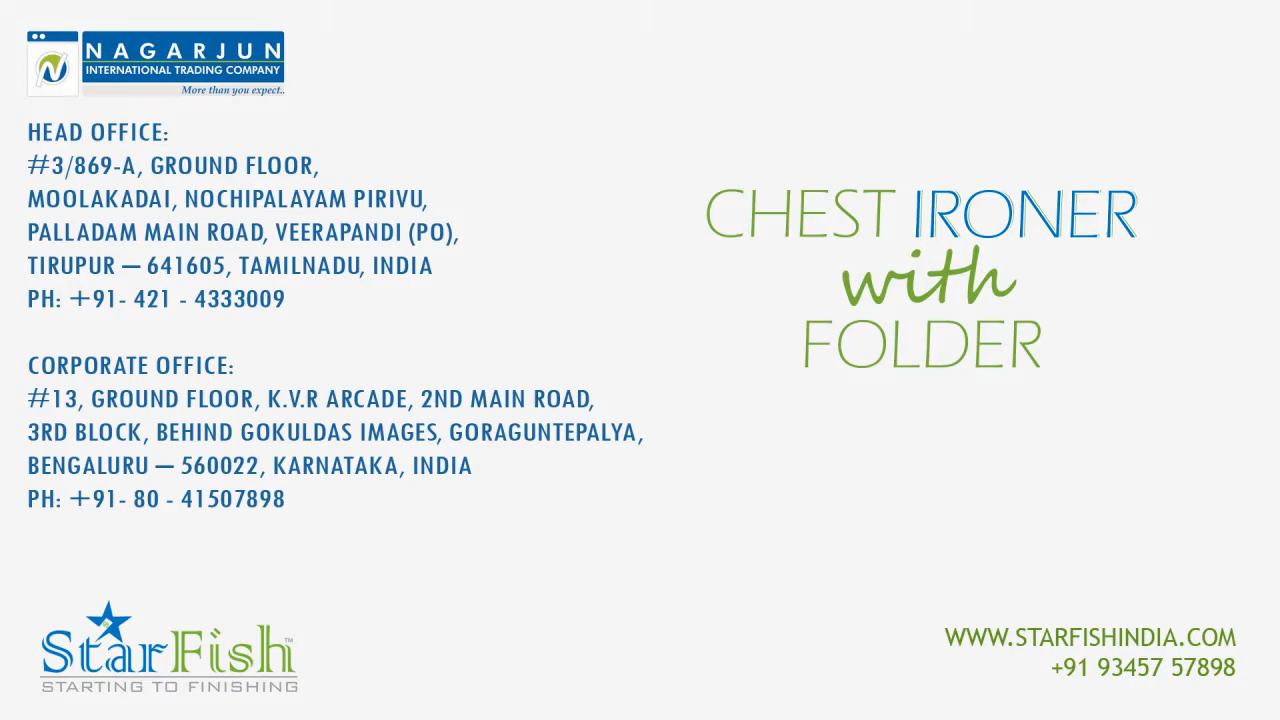 NAGARJUN
INTERNATIONAL TRADING COMPANY
More than you expect..
HEAD OFFICE:
#3/869-A, GROUND FLOOR,
MOOLAKADAI, NOCHIPALAYAM PIRIVU,
PALLADAM MAIN ROAD, VEERAPANDI (PO),
TIRUPUR — 641605, TAMILNADU, INDIA
PH: +91- 421 - 4333009
CORPORATE OFFICE:
#13, GROUND FLOOR, K.V.R ARCADE, 2ND MAIN ROAD,
3RD BLOCK, BEHIND GOKULDAS IMAGES, GORAGUNTEPALYA,
BENGALURU — 560022, KARNATAKA, INDIA
PH: +91- 80 - 41507898
CHEST IRONER
with
FOLDER
StarFish™
STARTING TO FINISHING
WWW.STARFISHINDIA.COM
+91 93457 57898